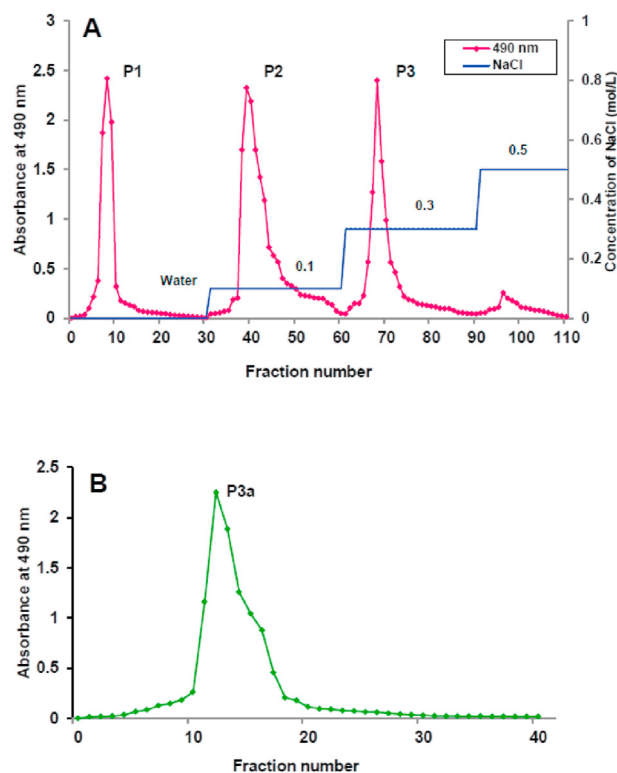 A
P1
P2
P3
490 nm
NaCl
Water
0.1
0.3
0.5
Absorbance at 490 nm
3
2.5
2
1.5
1
0.5
0
Concentration of NaCl (mol/L)
1
0.8
0.6
0.4
0.2
0
0 10 20 30 40 50 60 70 80 90 100 110
Fraction number
B
P3a
Absorbance at 490 nm
2.5
2
1.5
1
0.5
0
0 10 20 30 40
Fraction number